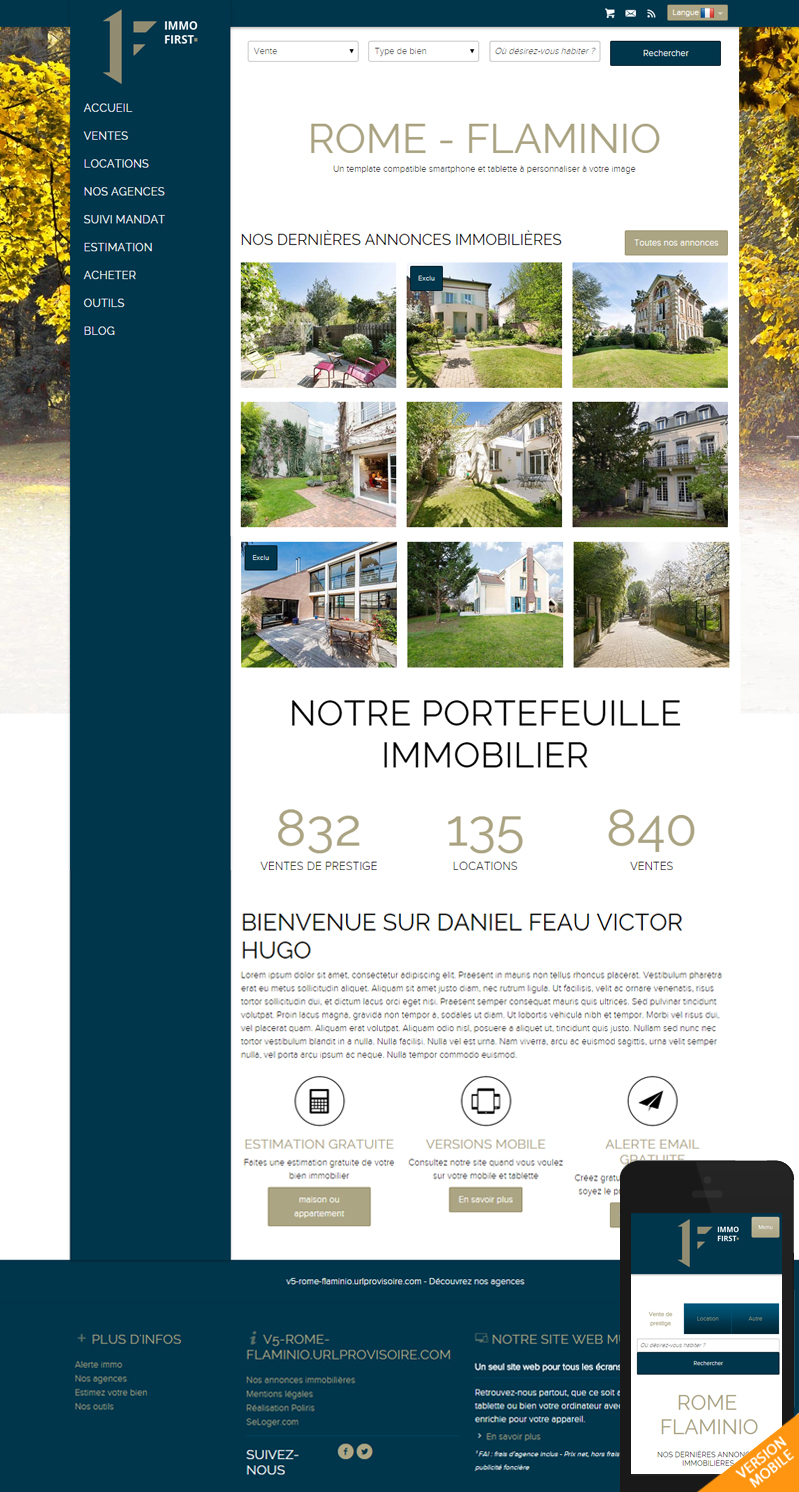 IMMO
FIRST®
Langue
ACCUEIL
VENTES
LOCATIONS
NOS AGENCES
SUIVI MANDAT
ESTIMATION
ACHETER
OUTILS
BLOG
Vente
Type de bien
Où désirez-vous habiter ?
Rechercher
ROME - FLAMINIO
Un template compatible smartphone et tablette à personnaliser à votre image
NOS DERNIÈRES ANNONCES IMMOBILIÈRES
Toutes nos annonces
Exclu
Exclu
NOTRE PORTEFEUILLE
IMMOBILIER
832
VENTES DE PRESTIGE
135
LOCATIONS
840
VENTES
BIENVENUE SUR DANIEL FEAU VICTOR
HUGO
Lorem ipsum dolor sit amet, consectetur adipiscing elit. Praesent in mauris non tellus rhoncus placerat. Vestibulum pharetra
erat eu metus sollicitudin aliquet. Aliquam sit amet justo diam, nec rutrum ligula. Ut facilisis, velit ac ornare venenatis, risus
tortor sollicitudin dui, et dictum lacus orci eget nisi. Praesent semper consequat mauris quis ultrices. Sed pulvinar tincidunt
volutpat. Proin lacus magna, gravida non tempor a, sodales ut diam. Ut lobortis vehicula nibh et tempor. Morbi vel risus dui,
vel placerat quam. Aliquam erat volutpat. Aliquam odio nisl, posuere a aliquet ut, tincidunt quis justo. Nullam sed nunc nec
tortor vestibulum blandit in a nulla. Nulla facilisi. Nulla vel est urna. Nam viverra, arcu ac euismod sagittis, urna velit semper
nulla, vel porta arcu ipsum ac neque. Nulla tempor commodo euismod.
ESTIMATION GRATUITE
Faites une estimation gratuite de votre
bien immobilier
maison ou
appartement
VERSIONS MOBILE
Consultez notre site quand vous voulez
sur votre mobile et tablette
En savoir plus
ALERTE EMAIL
GRATUITE
Créez gratu
soyez le p
v5-rome-flaminio.urlprovisoire.com - Découvrez nos agences
PLUS D'INFOS
Alerte immo
Nos agences
Estimez votre bien
Nos outils
V5-ROME-
FLAMINIO.URLPROVISOIRE.COM
Nos annonces immobilières
Mentions légales
Réalisation Poliris
SeLoger.com
SUIVEZ-
NOUS
NOTRE SITE WEB MU
Un seul site web pour tous les écrans
Retrouvez-nous partout, que ce soit a
tablette ou bien votre ordinateur avec
enrichie pour votre appareil.
En savoir plus
¹ FAI : frais d'agence inclus - Prix net, hors frais
publicité foncière
IMMO
FIRST®
Menu
Vente de
prestige
Location
Autre
Où désirez-vous habiter ?
Rechercher
ROME
FLAMINIO
NOS DERNIÈRES ANNONC
IMMOBILIÈRES
VERSION
MOBILE